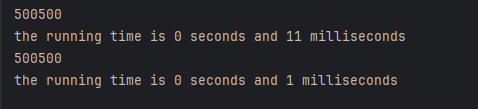 500500
the running time is 0 seconds and 11 milliseconds
500500
the running time is 0 seconds and 1 milliseconds